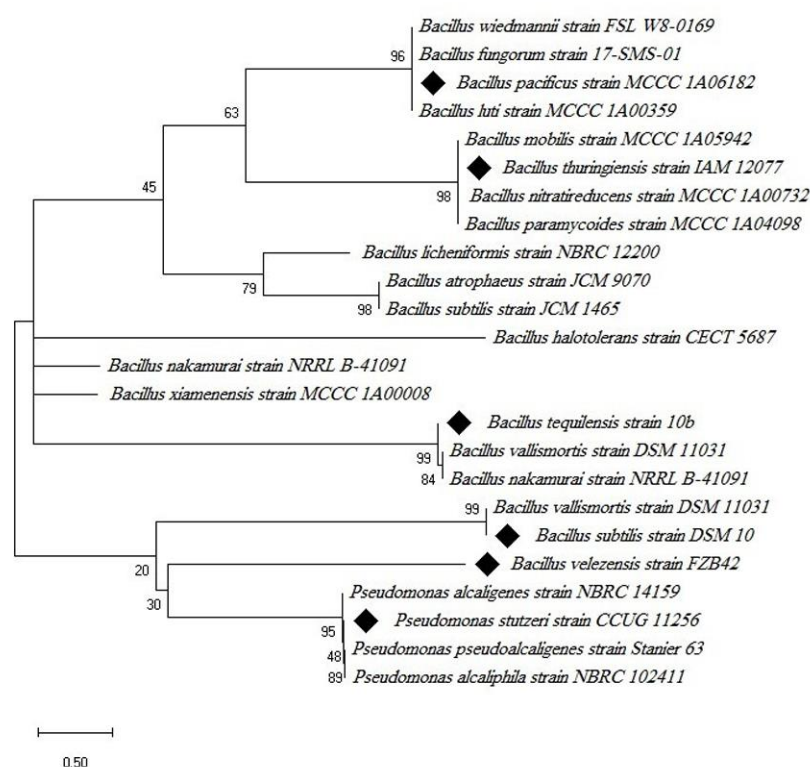 Bacillus wiedmannii strain FSL W8-0169
Bacillus fungorum strain 17-SMS-01
96
Bacillus pacificus strain MCCC 1A06182
Bacillus luti strain MCCC 1A00359
63
Bacillus mobilis strain MCCC 1A05942
Bacillus thuringiensis strain IAM 12077
45
98
Bacillus nitratireducens strain MCCC 1A00732
Bacillus paramycoides strain MCCC 1A04098
Bacillus licheniformis strain NBRC 12200
79
Bacillus atrophaeus strain JCM 9070
98
Bacillus subtilis strain JCM 1465
Bacillus halotolerans strain CECT 5687
Bacillus nakamurai strain NRRL B-41091
Bacillus xiamenensis strain MCCC 1A00008
Bacillus tequilensis strain 10b
99
Bacillus vallismortis strain DSM 11031
84
Bacillus nakamurai strain NRRL B-41091
99
Bacillus vallismortis strain DSM 11031
Bacillus subtilis strain DSM 10
20
Bacillus velezensis strain FZB42
30
Pseudomonas alcaligenes strain NBRC 14159
95
Pseudomonas stutzeri strain CCUG 11256
48
Pseudomonas pseudoalcaligenes strain Stanier 63
89
Pseudomonas alcaliphila strain NBRC 102411
0.50